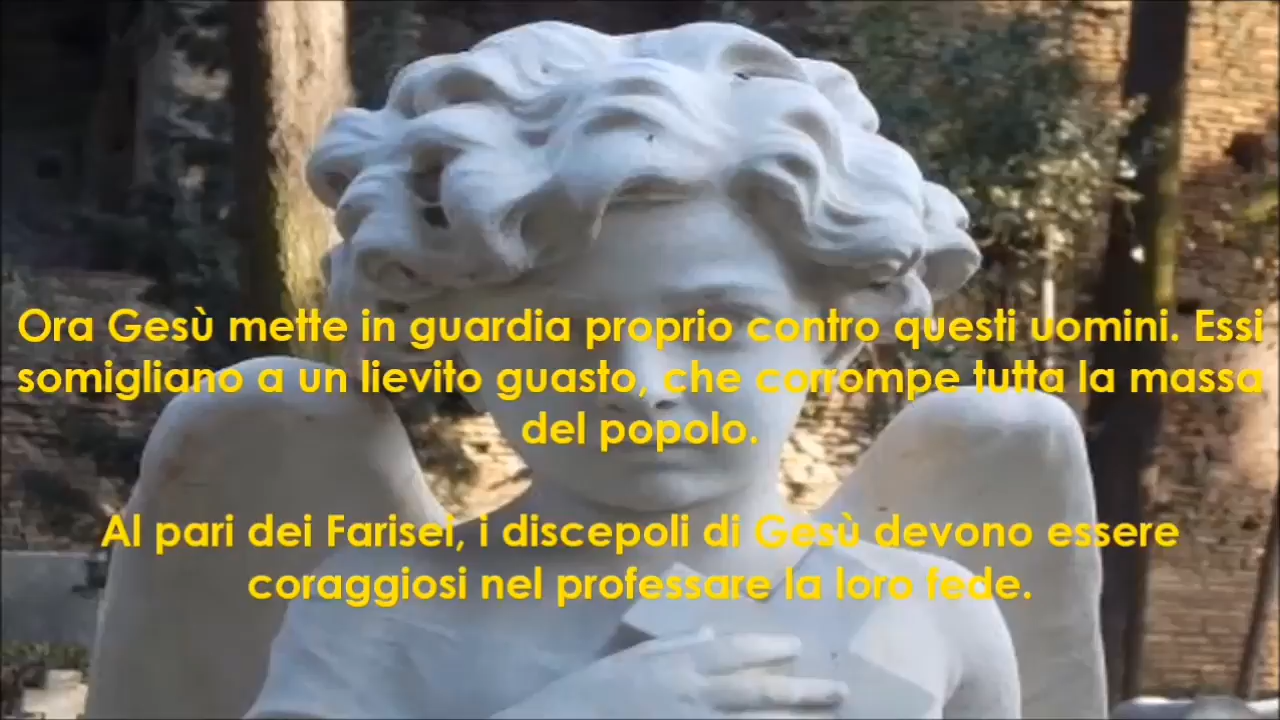 Ora Gesù mette in guardia proprio contro questi uomini. Essi
somigliano a un lievito guasto, che corrompe tutta la massa
del popolo.
Al pari dei Farisei, i discepoli di Gesù devono essere
coraggiosi nel professare la loro fede.